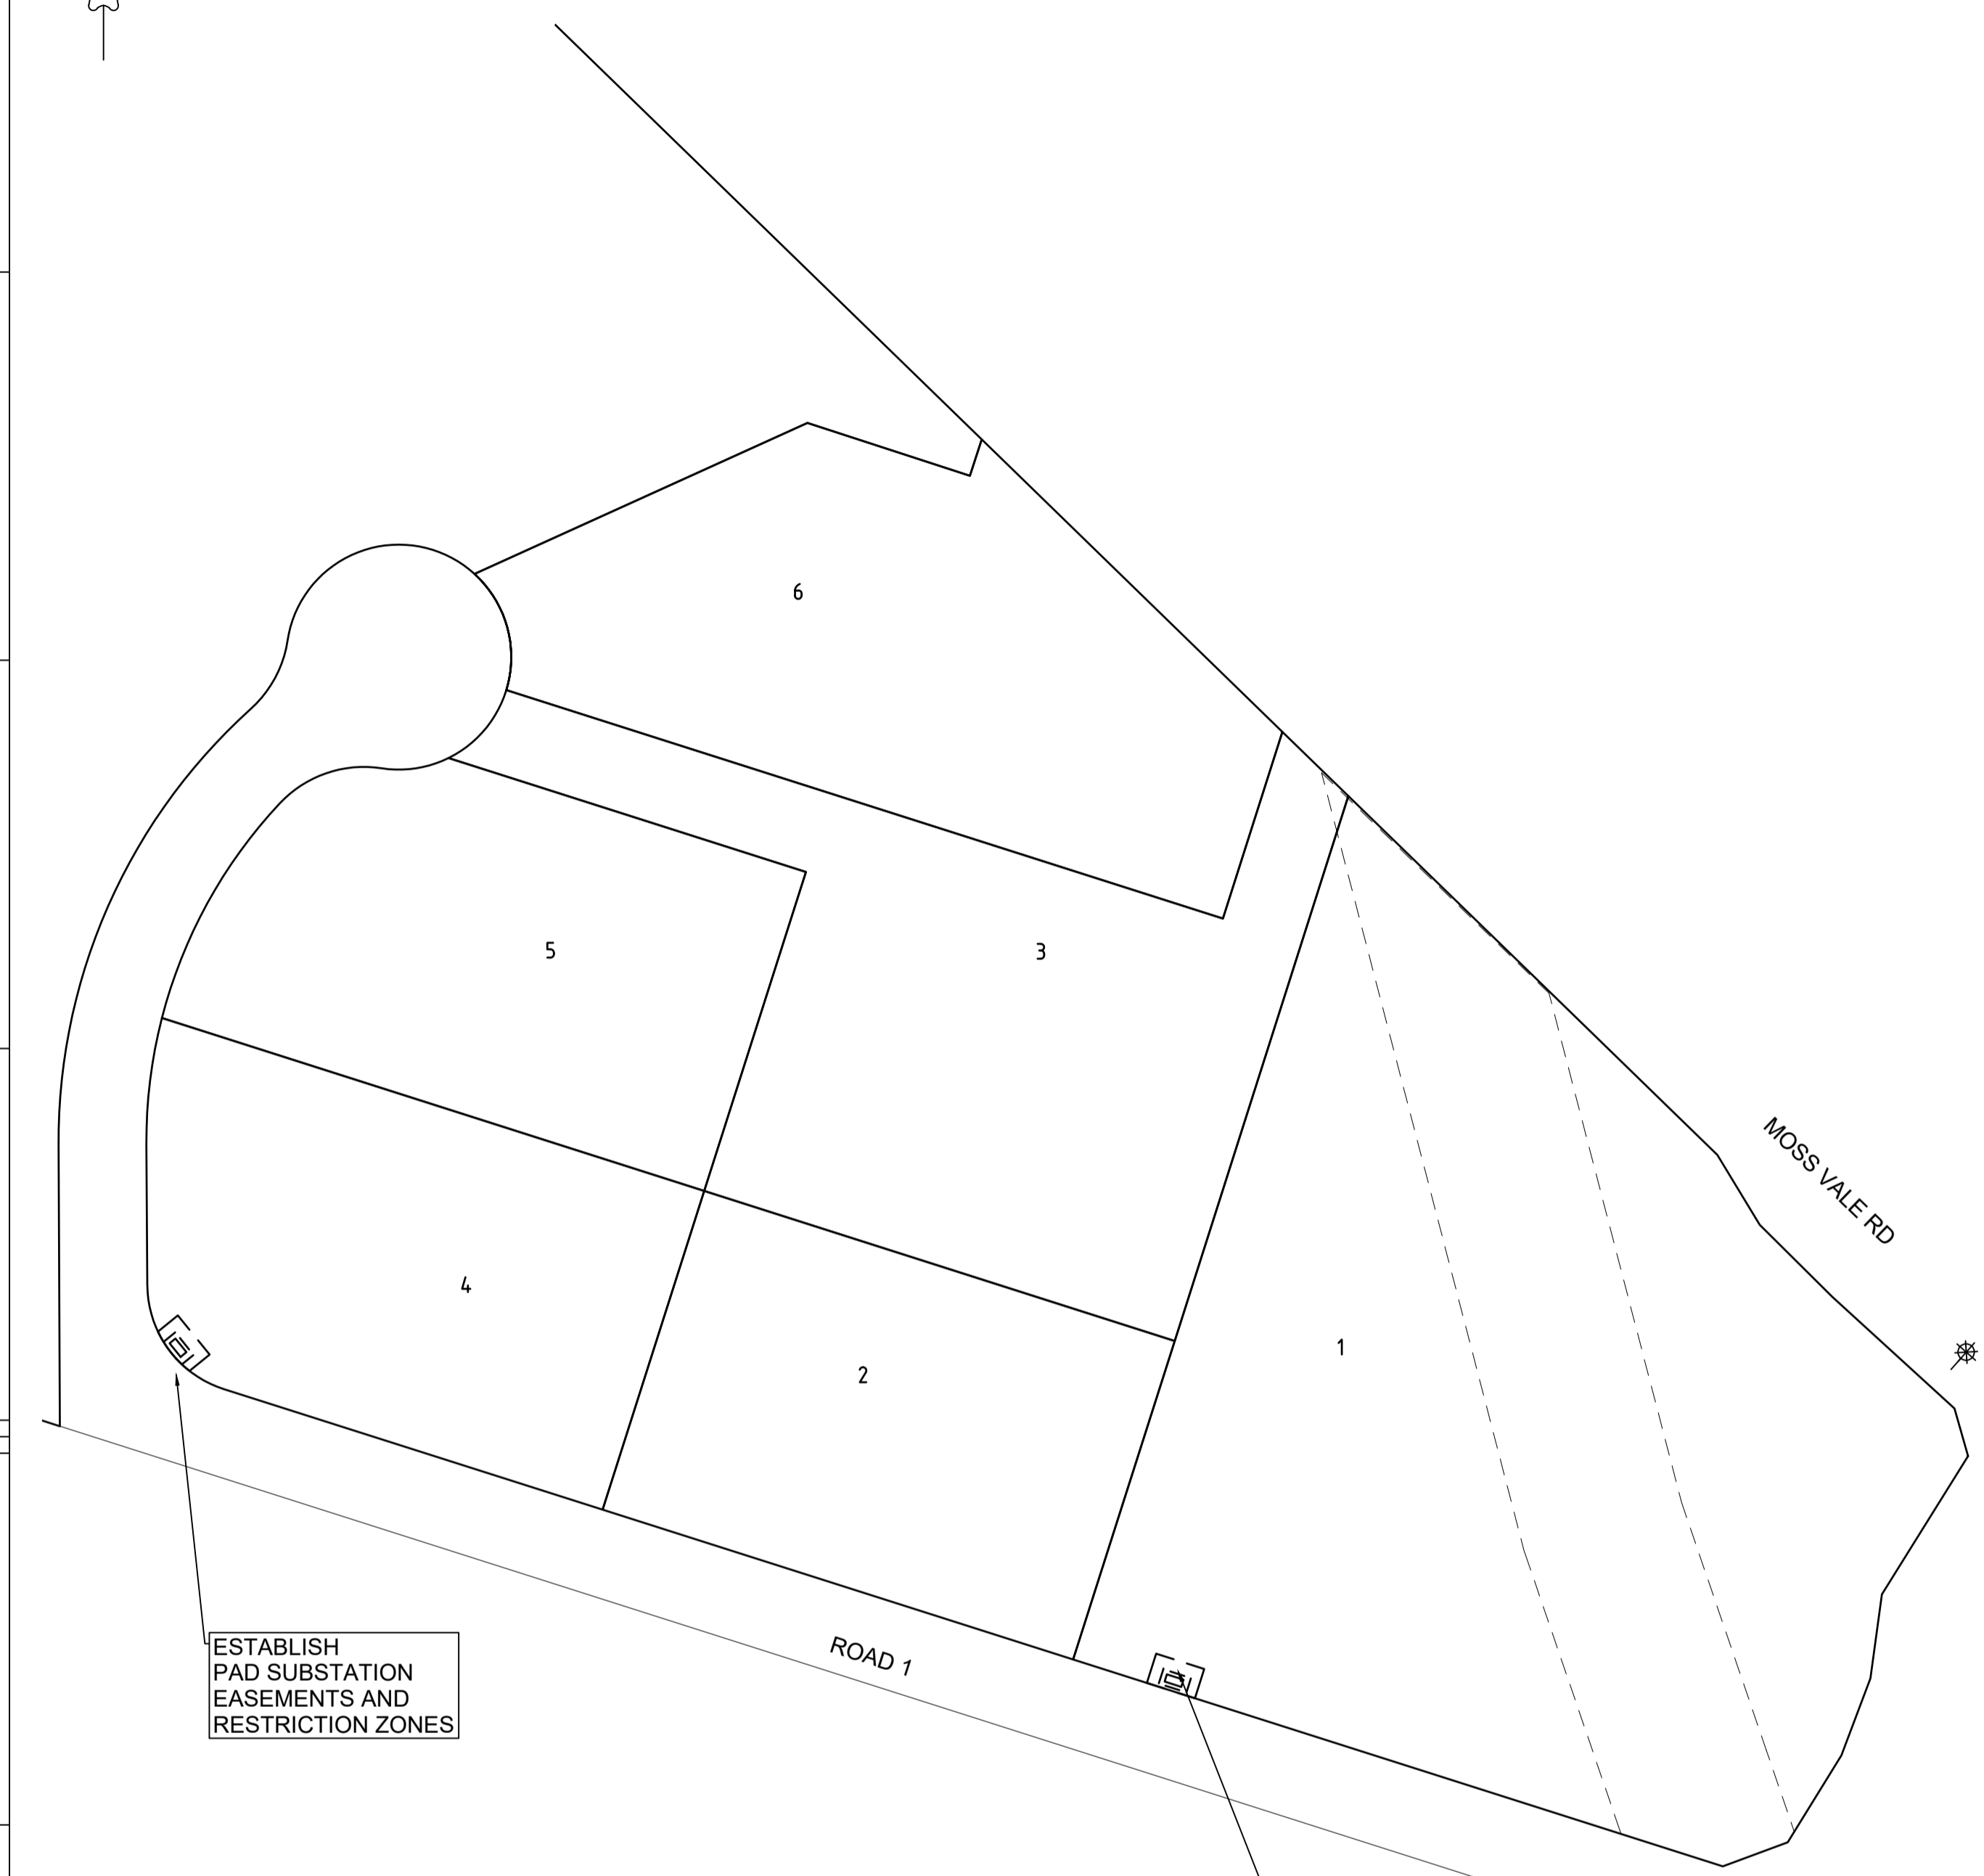 6
5
3
MOSS VALE RD
4
1
2
ROAD 1
ESTABLISH
PAD SUBSTATION
EASEMENTS AND
RESTRICTION ZONES